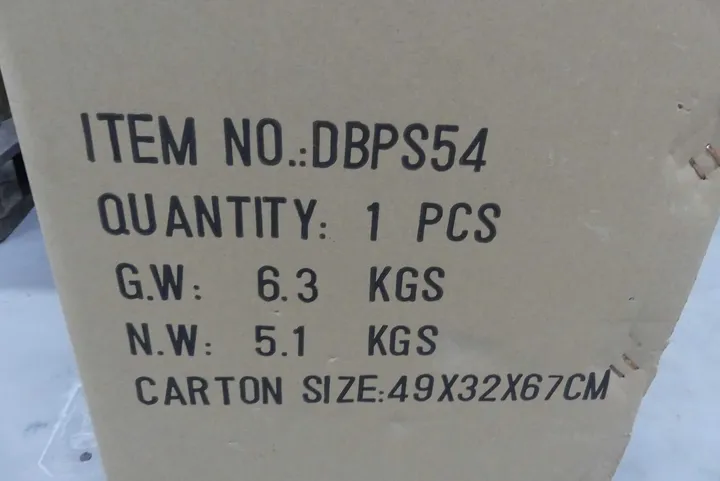 ITEM NO.:DBPS54
QUANTITY: 1 PCS
G.W: 6.3 KGS
N.W: 5.1 KGS
CARTON SIZE:49X32X67CM